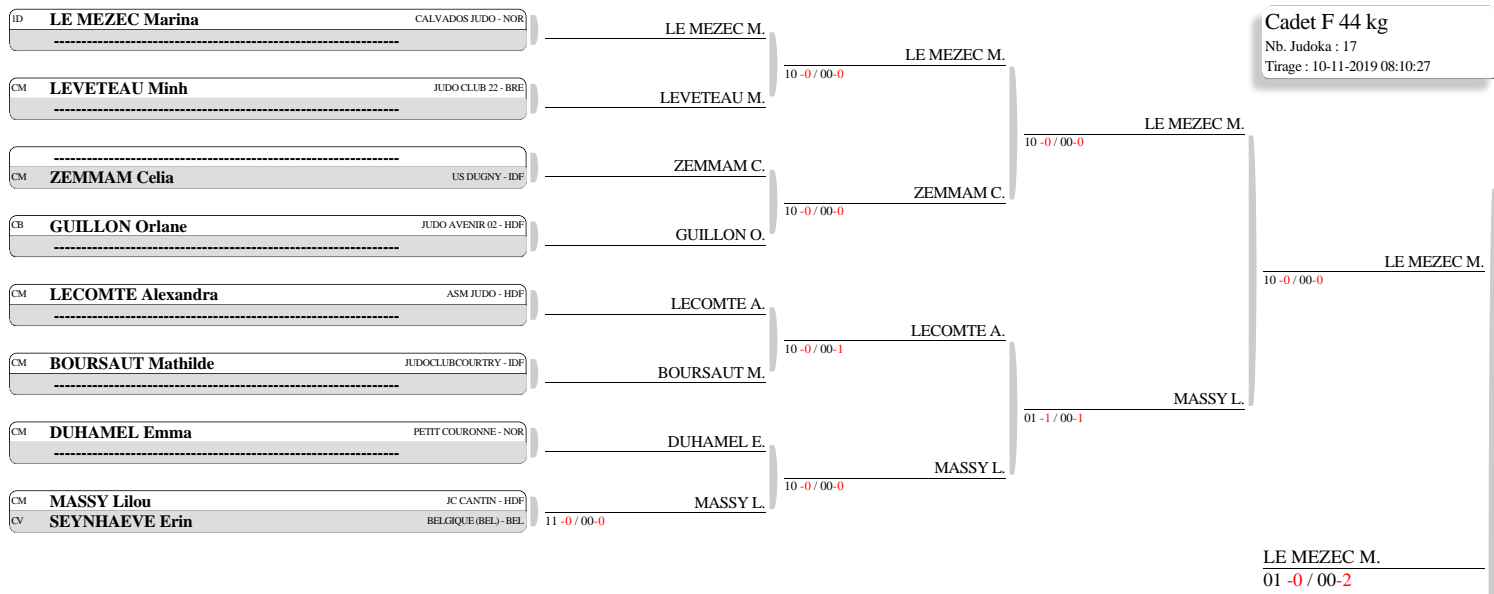 Cadet F 44 kg
Nb. Judoka : 17
Tirage : 10-11-2019 08:10:27
1D LE MEZEC Marina CALVADOS JUDO - NOR
----------------------------------------------------------------
CM LEVETEAU Minh JUDO CLUB 22 - BRE
----------------------------------------------------------------
----------------------------------------------------------------
CM ZEMMAM Celia US DUGNY - IDF
CB GUILLON Orlane JUDO AVENIR 02 - HDF
----------------------------------------------------------------
CM LECOMTE Alexandra ASM JUDO - HDF
----------------------------------------------------------------
CM BOURSAUT Mathilde JUDOCLUBCOURTRY - IDF
----------------------------------------------------------------
CM DUHAMEL Emma PETIT COURONNE - NOR
----------------------------------------------------------------
CM MASSY Lilou JC CANTIN - HDF
CV SEYNHAEVE Erin BELGIQUE (BEL) - BEL
LE MEZEC M.
LEVETEAU M.
ZEMMAM C.
GUILLON O.
LECOMTE A.
BOURSAUT M.
DUHAMEL E.
MASSY L.
11 -0 / 00-0
LE MEZEC M.
10 -0 / 00-0
ZEMMAM C.
10 -0 / 00-0
LECOMTE A.
10 -0 / 00-1
MASSY L.
10 -0 / 00-0
LE MEZEC M.
10 -0 / 00-0
MASSY L.
01 -1 / 00-1
LE MEZEC M.
10 -0 / 00-0
LE MEZEC M.
01 -0 / 00-2